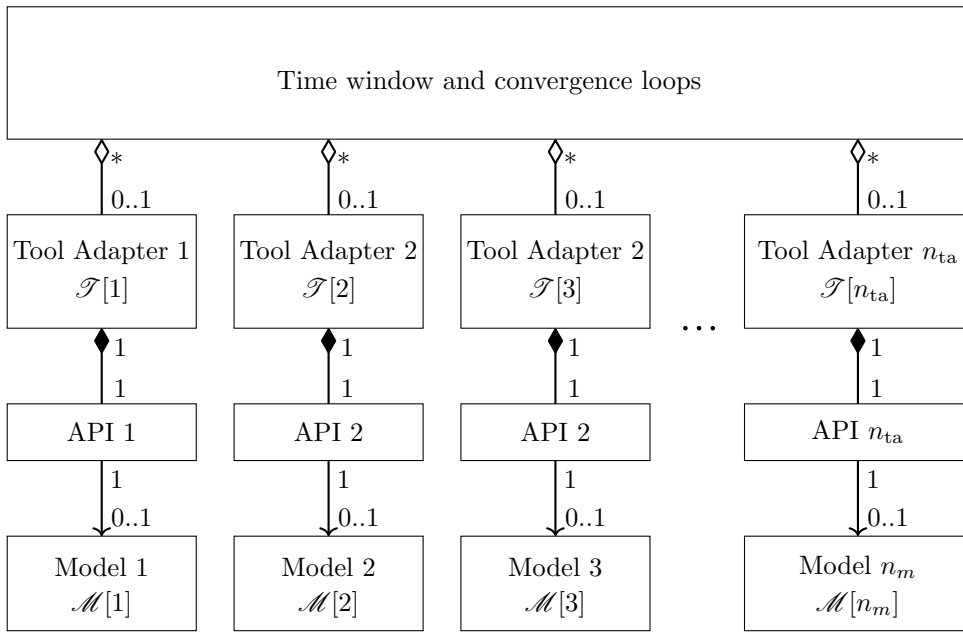 Time window and convergence loops
* * * *
0..1 0..1 0..1 0..1
Tool Adapter 1 Tool Adapter 2 Tool Adapter 2 Tool Adapter n_ta
𝒯[1] 𝒯[2] 𝒯[3] 𝒯[n_ta]
...
1 1 1 1
1 1 1 1
API 1 API 2 API 2 API n_ta
1 1 1 1
0..1 0..1 0..1 0..1
Model 1 Model 2 Model 3 Model n_m
ℳ[1] ℳ[2] ℳ[3] ℳ[n_m]